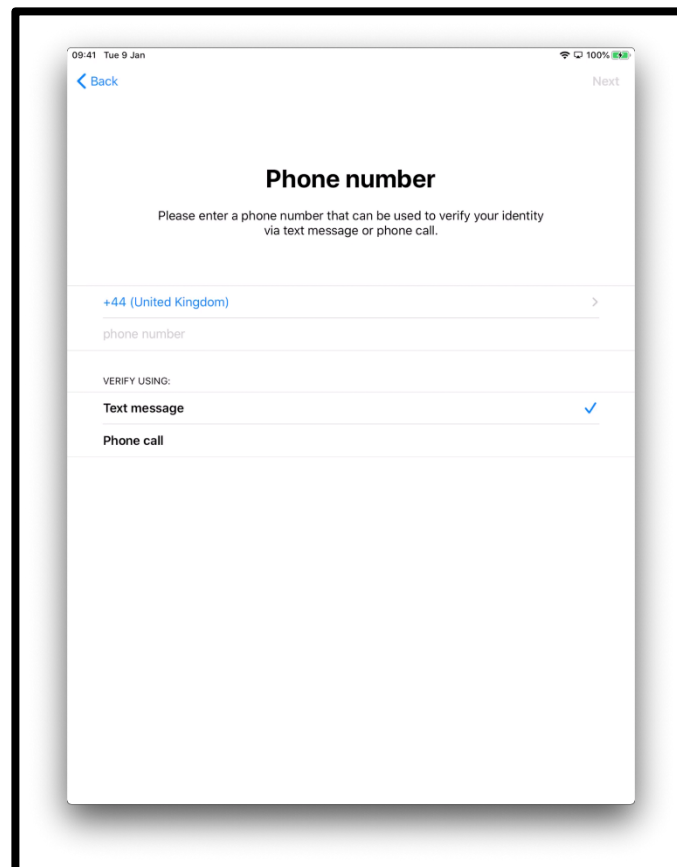 09:41 Tue 9 Jan 100%
Back Next
Phone number
Please enter a phone number that can be used to verify your identity
via text message or phone call.
+44 (United Kingdom)
phone number
VERIFY USING:
Text message
Phone call